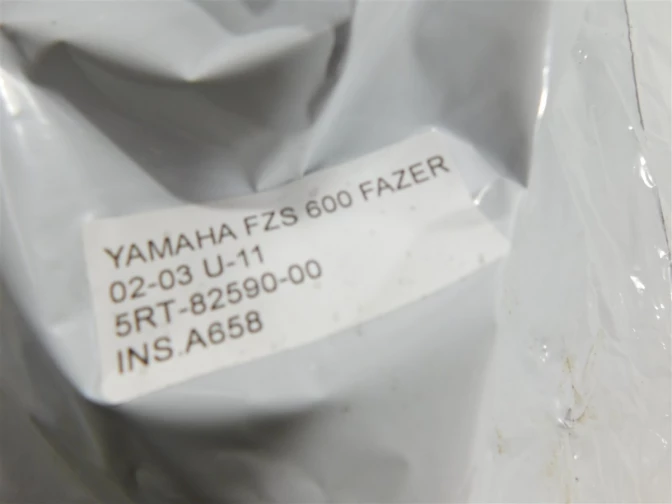 YAMAHA FZS 600 FAZER
02-03 U-11
5RT-82590-00
INS.A658